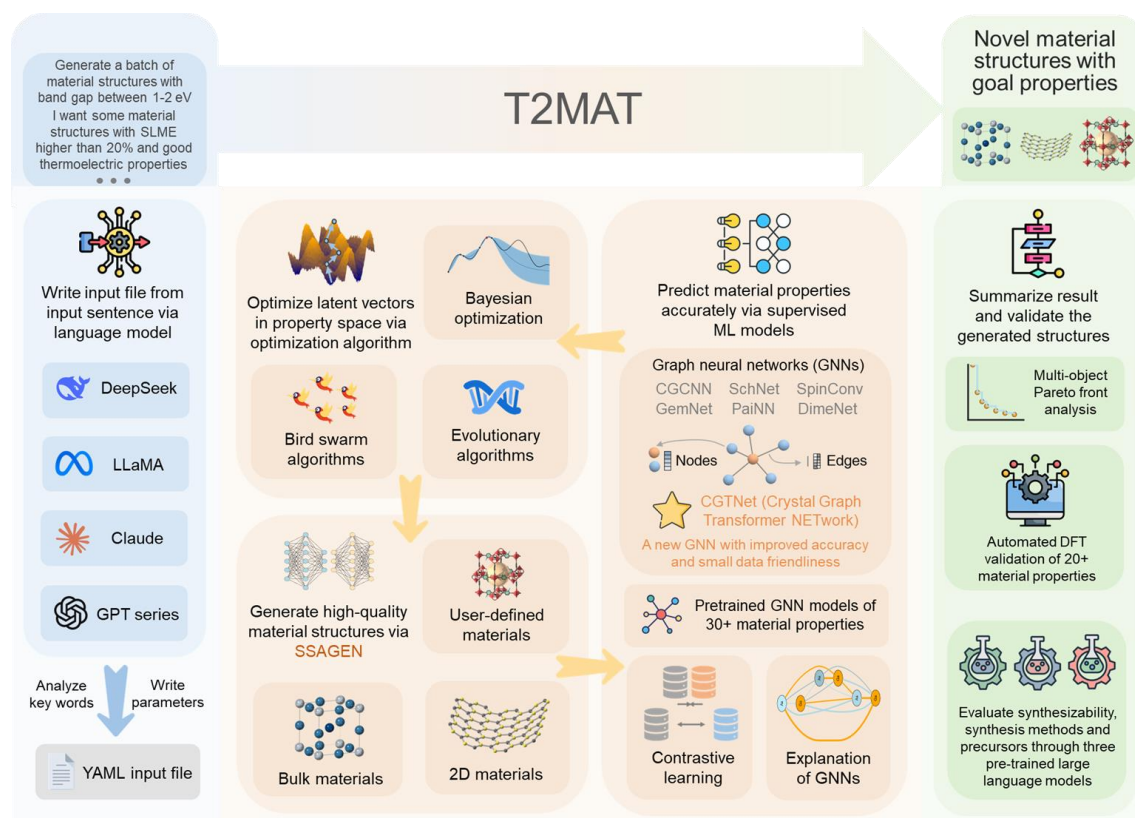 Generate a batch of
material structures with
band gap between 1-2 eV
I want some material
structures with SLME
higher than 20% and good
thermoelectric properties
• • •
T2MAT
Novel material
structures with
goal properties
Write input file from
input sentence via
language model
DeepSeek
LLaMA
Claude
GPT series
Analyze
key words
Write
parameters
YAML input file
Optimize latent vectors
in property space via
optimization algorithm
Bayesian
optimization
Bird swarm
algorithms
Evolutionary
algorithms
Generate high-quality
material structures via
SSAGEN
User-defined
materials
Bulk materials
2D materials
Predict material properties
accurately via supervised
ML models
Graph neural networks (GNNs)
CGCNN SchNet SpinConv
GemNet PaiNN DimeNet
Nodes
Edges
CGTNet (Crystal Graph
Transformer NETwork)
A new GNN with improved accuracy
and small data friendliness
Pretrained GNN models of
30+ material properties
Contrastive
learning
Explanation
of GNNs
Summarize result
and validate the
generated structures
Multi-object
Pareto front
analysis
Automated DFT
validation of 20+
material properties
Evaluate synthesizability,
synthesis methods and
precursors through three
pre-trained large
language models